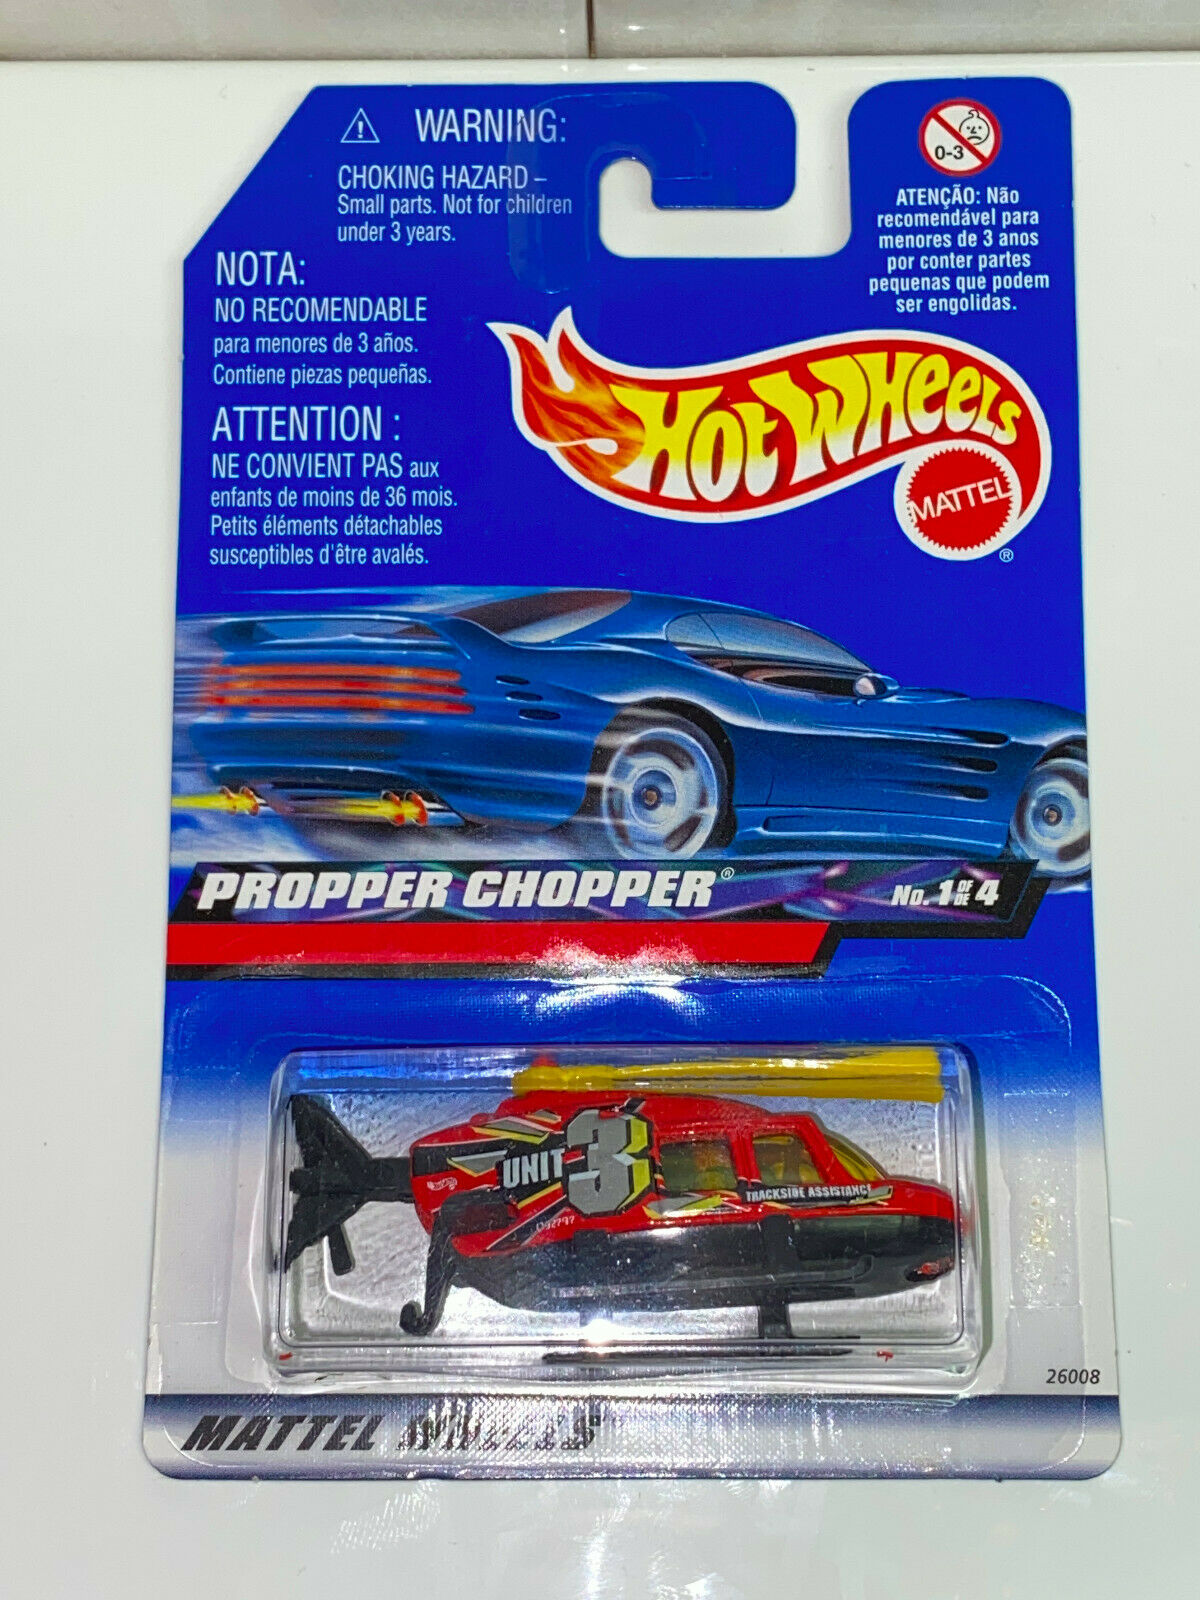 WARNING:
CHOKING HAZARD –
Small parts. Not for children
under 3 years.
NOTA:
NO RECOMENDABLE
para menores de 3 años.
Contiene piezas pequeñas.
ATTENTION :
NE CONVIENT PAS aux
enfants de moins de 36 mois.
Petits éléments détachables
susceptibles d'être avalés.
0-3
ATENÇÃO: Não
recomendável para
menores de 3 anos
por conter partes
pequenas que podem
ser engolidas.
HOT WHEELS
MATTEL
®
PROPPER CHOPPER®
No. 1 OF DE 4
UNIT 3
TRACKSIDE ASSISTANCE
26008
MATTEL WHEELS